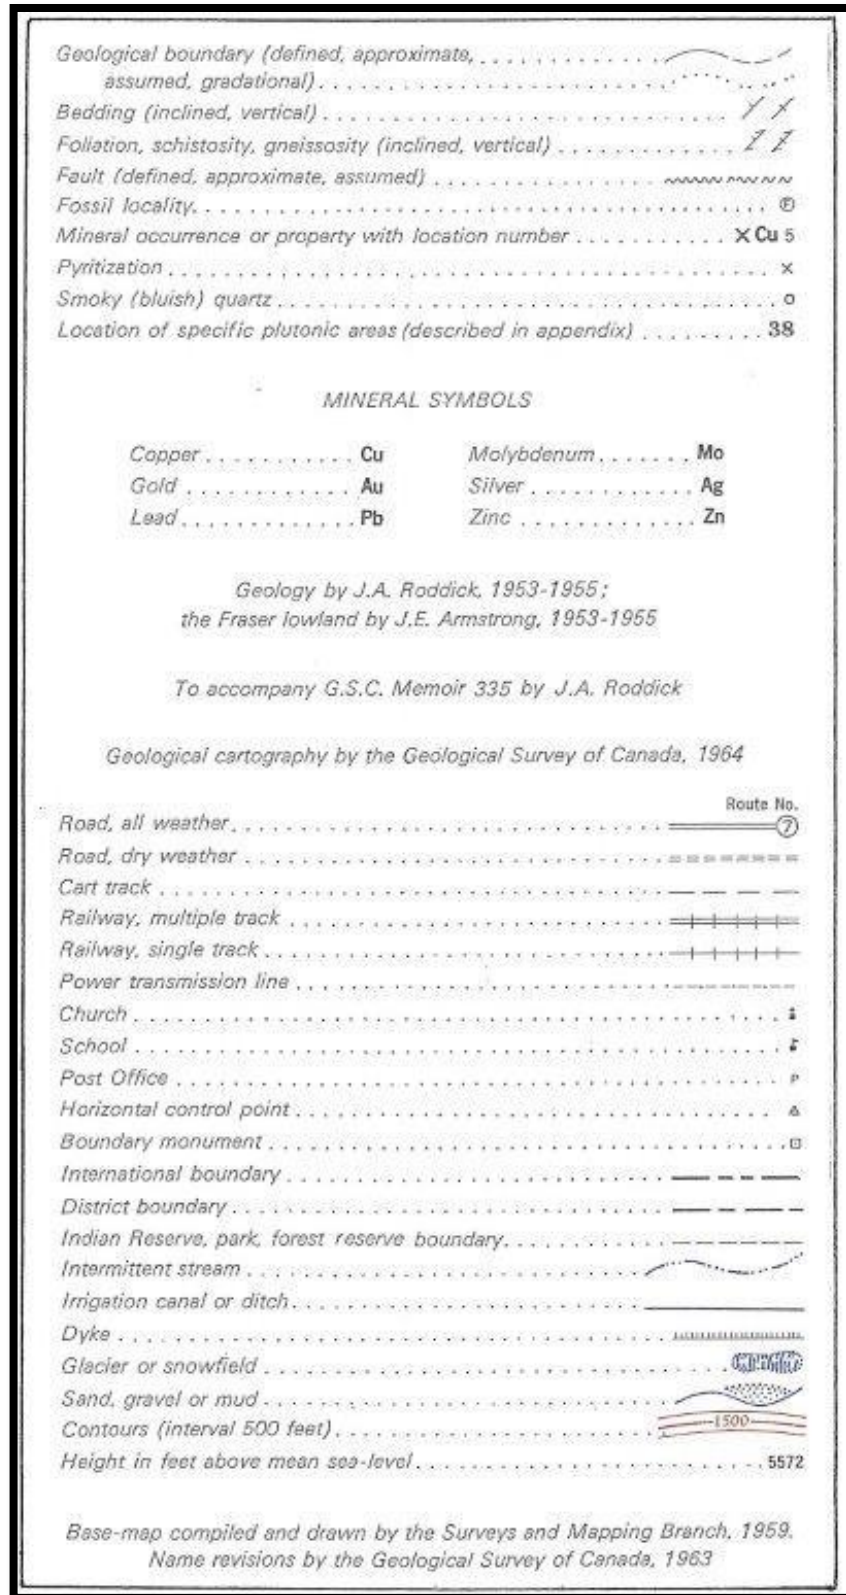 Geological boundary (defined, approximate,
assumed, gradational)
Bedding (inclined, vertical)
Foliation, schistosity, gneissosity (inclined, vertical)
Fault (defined, approximate, assumed)
Fossil locality. F
Mineral occurrence or property with location number XCu 5
Pyritization x
Smoky (bluish) quartz o
Location of specific plutonic areas (described in appendix) 38
MINERAL SYMBOLS
Copper Cu Molybdenum Mo
Gold Au Silver Ag
Lead Pb Zinc Zn
Geology by J.A. Roddick, 1953-1955;
the Fraser lowland by J.E. Armstrong, 1953-1955
To accompany G.S.C. Memoir 335 by J.A. Roddick
Geological cartography by the Geological Survey of Canada, 1964
Route No.
Road, all weather 7
Road, dry weather
Cart track
Railway, multiple track
Railway, single track
Power transmission line
Church
School
Post Office P
Horizontal control point
Boundary monument
International boundary
District boundary
Indian Reserve, park, forest reserve boundary
Intermittent stream
Irrigation canal or ditch
Dyke
Glacier or snowfield
Sand, gravel or mud
Contours (interval 500 feet) 1500
Height in feet above mean sea-level 5572
Base-map compiled and drawn by the Surveys and Mapping Branch, 1959.
Name revisions by the Geological Survey of Canada, 1963